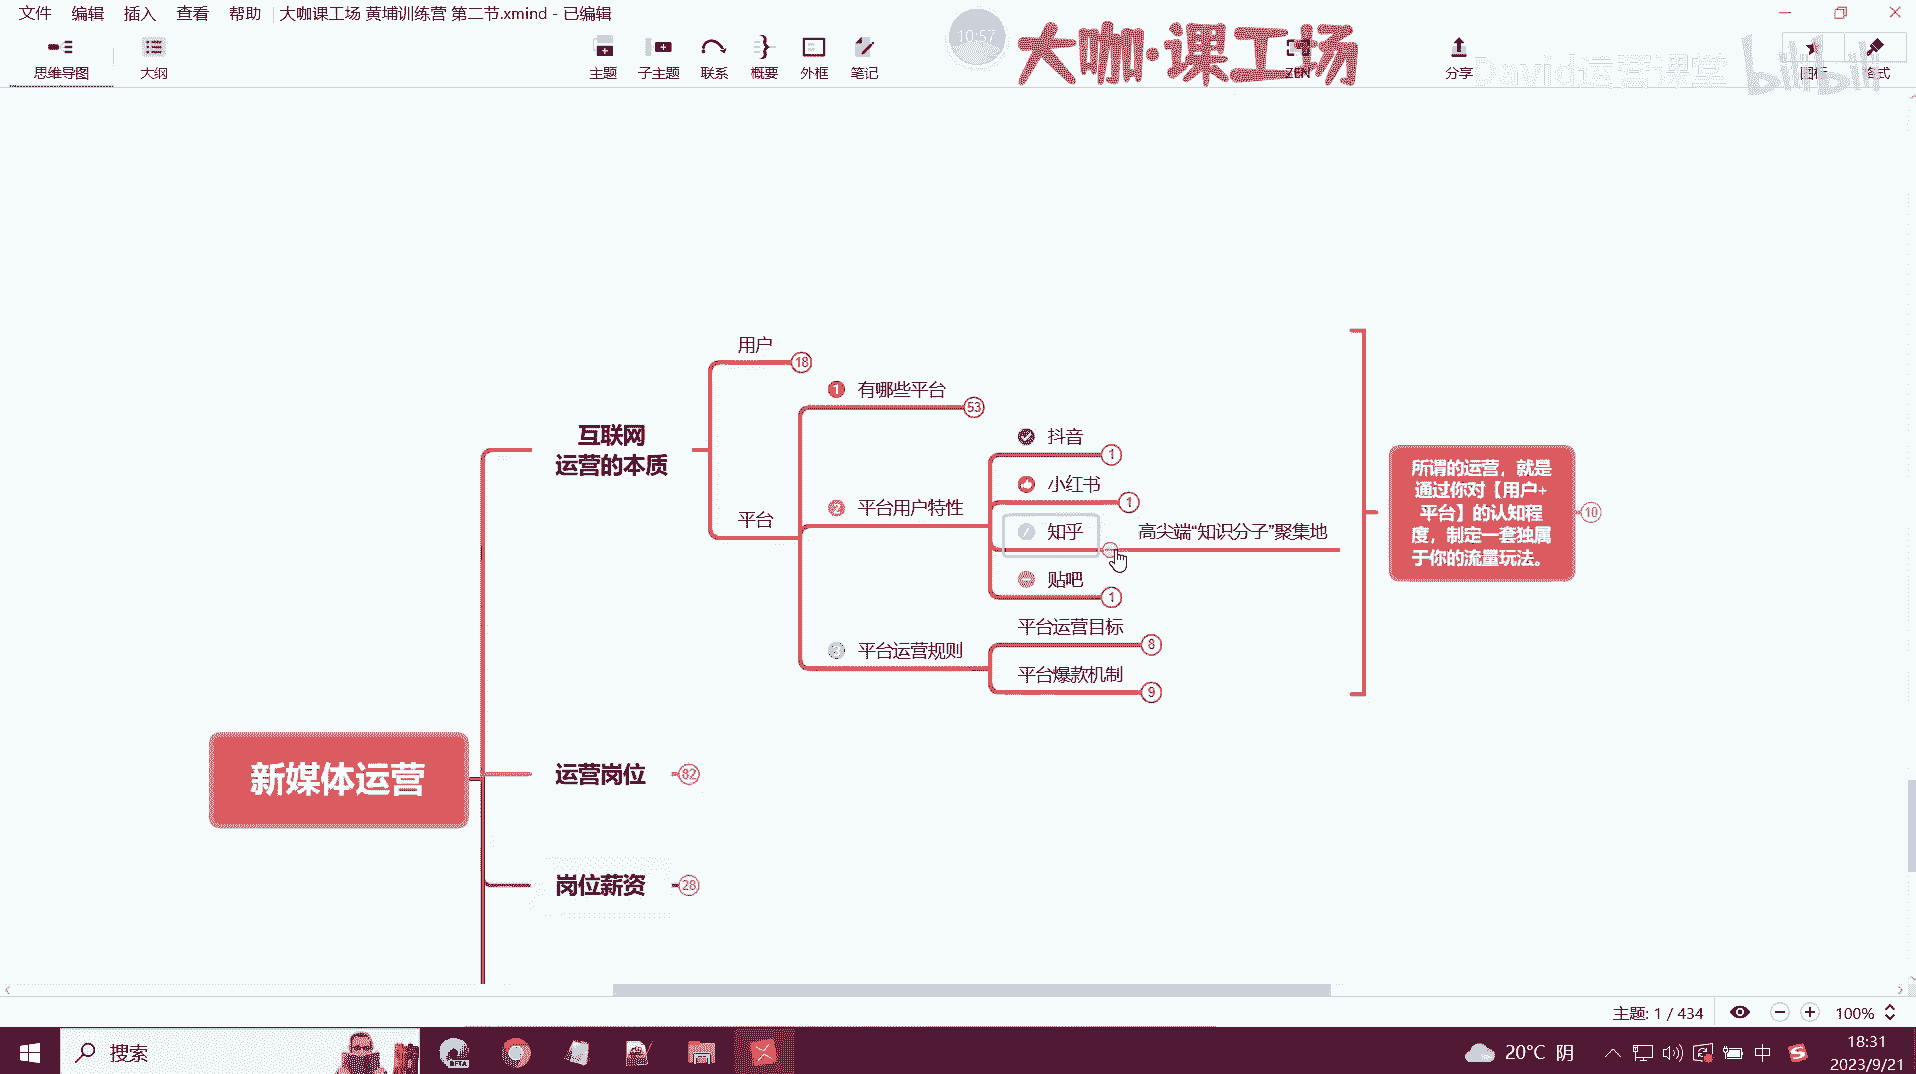 文件 编辑 插入 查看 帮助 大咖课工场 黄埔训练营 第二节.xmind - 已编辑
思维导图 大纲 主题 子主题 联系 概要 外框 笔记 10:57 大咖·课工场 ZEN 分享 图标 格式
David运营课堂 bilibili
用户 18
1 有哪些平台 53
抖音 1
互联网
运营的本质
小红书 1
平台
2 平台用户特性
知乎 高尖端“知识分子”聚集地
贴吧 1
3 平台运营规则
平台运营目标 8
平台爆款机制 9
所谓的运营，就是
通过你对【用户+
平台】的认知程
度，制定一套独属
于你的流量玩法。
10
新媒体运营
运营岗位 82
岗位薪资 28
主题: 1 / 434 100%
搜索 BETA 20°C 阴 中 18:31
2023/9/21